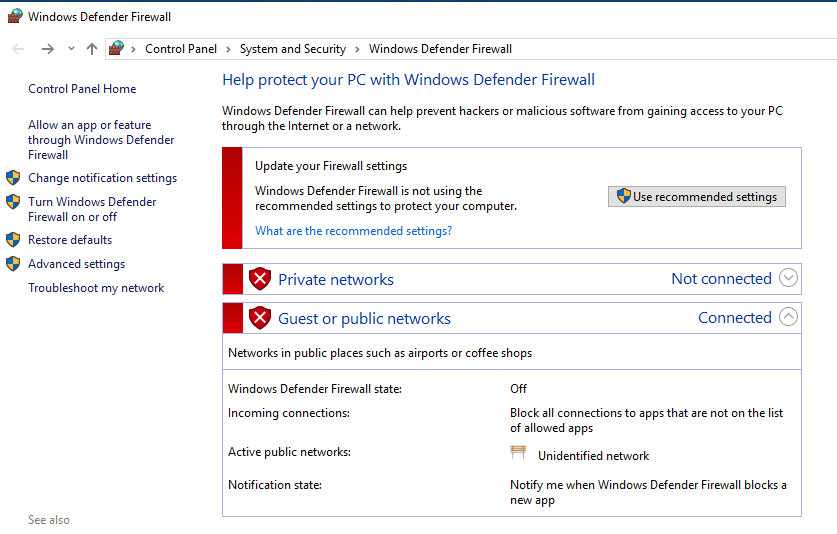 Windows Defender Firewall
Control Panel > System and Security > Windows Defender Firewall
Control Panel Home
Allow an app or feature
through Windows Defender
Firewall
Change notification settings
Turn Windows Defender
Firewall on or off
Restore defaults
Advanced settings
Troubleshoot my network
See also
Help protect your PC with Windows Defender Firewall
Windows Defender Firewall can help prevent hackers or malicious software from gaining access to your PC
through the Internet or a network.
Update your Firewall settings
Windows Defender Firewall is not using the
recommended settings to protect your computer.
Use recommended settings
What are the recommended settings?
Private networks Not connected
Guest or public networks Connected
Networks in public places such as airports or coffee shops
Windows Defender Firewall state: Off
Incoming connections: Block all connections to apps that are not on the list
of allowed apps
Active public networks: Unidentified network
Notification state: Notify me when Windows Defender Firewall blocks a
new app